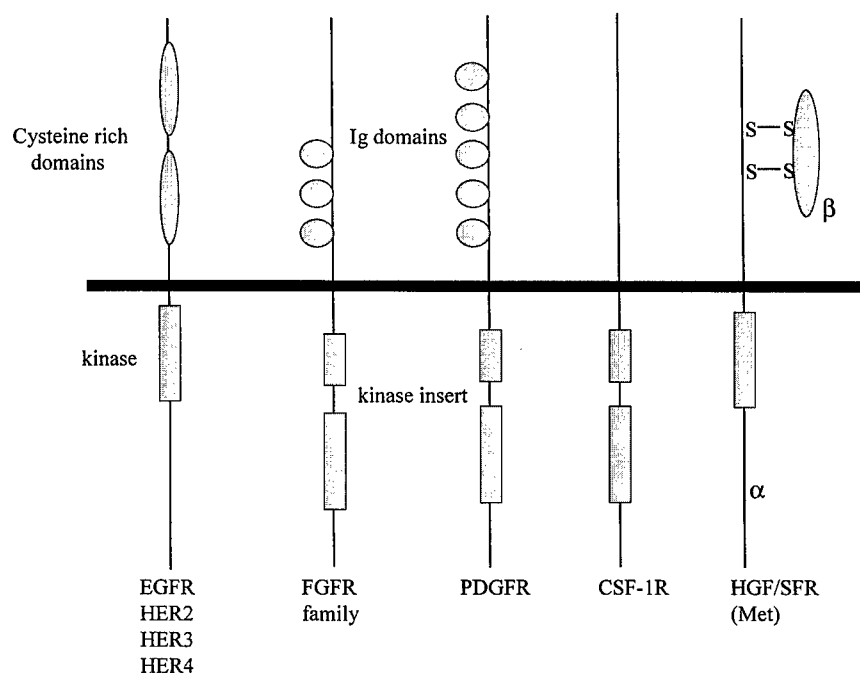 Cysteine rich
domains
Ig domains
S—S
S—S
β
kinase
kinase insert
α
EGFR
HER2
HER3
HER4
FGFR
family
PDGFR
CSF-1R
HGF/SFR
(Met)